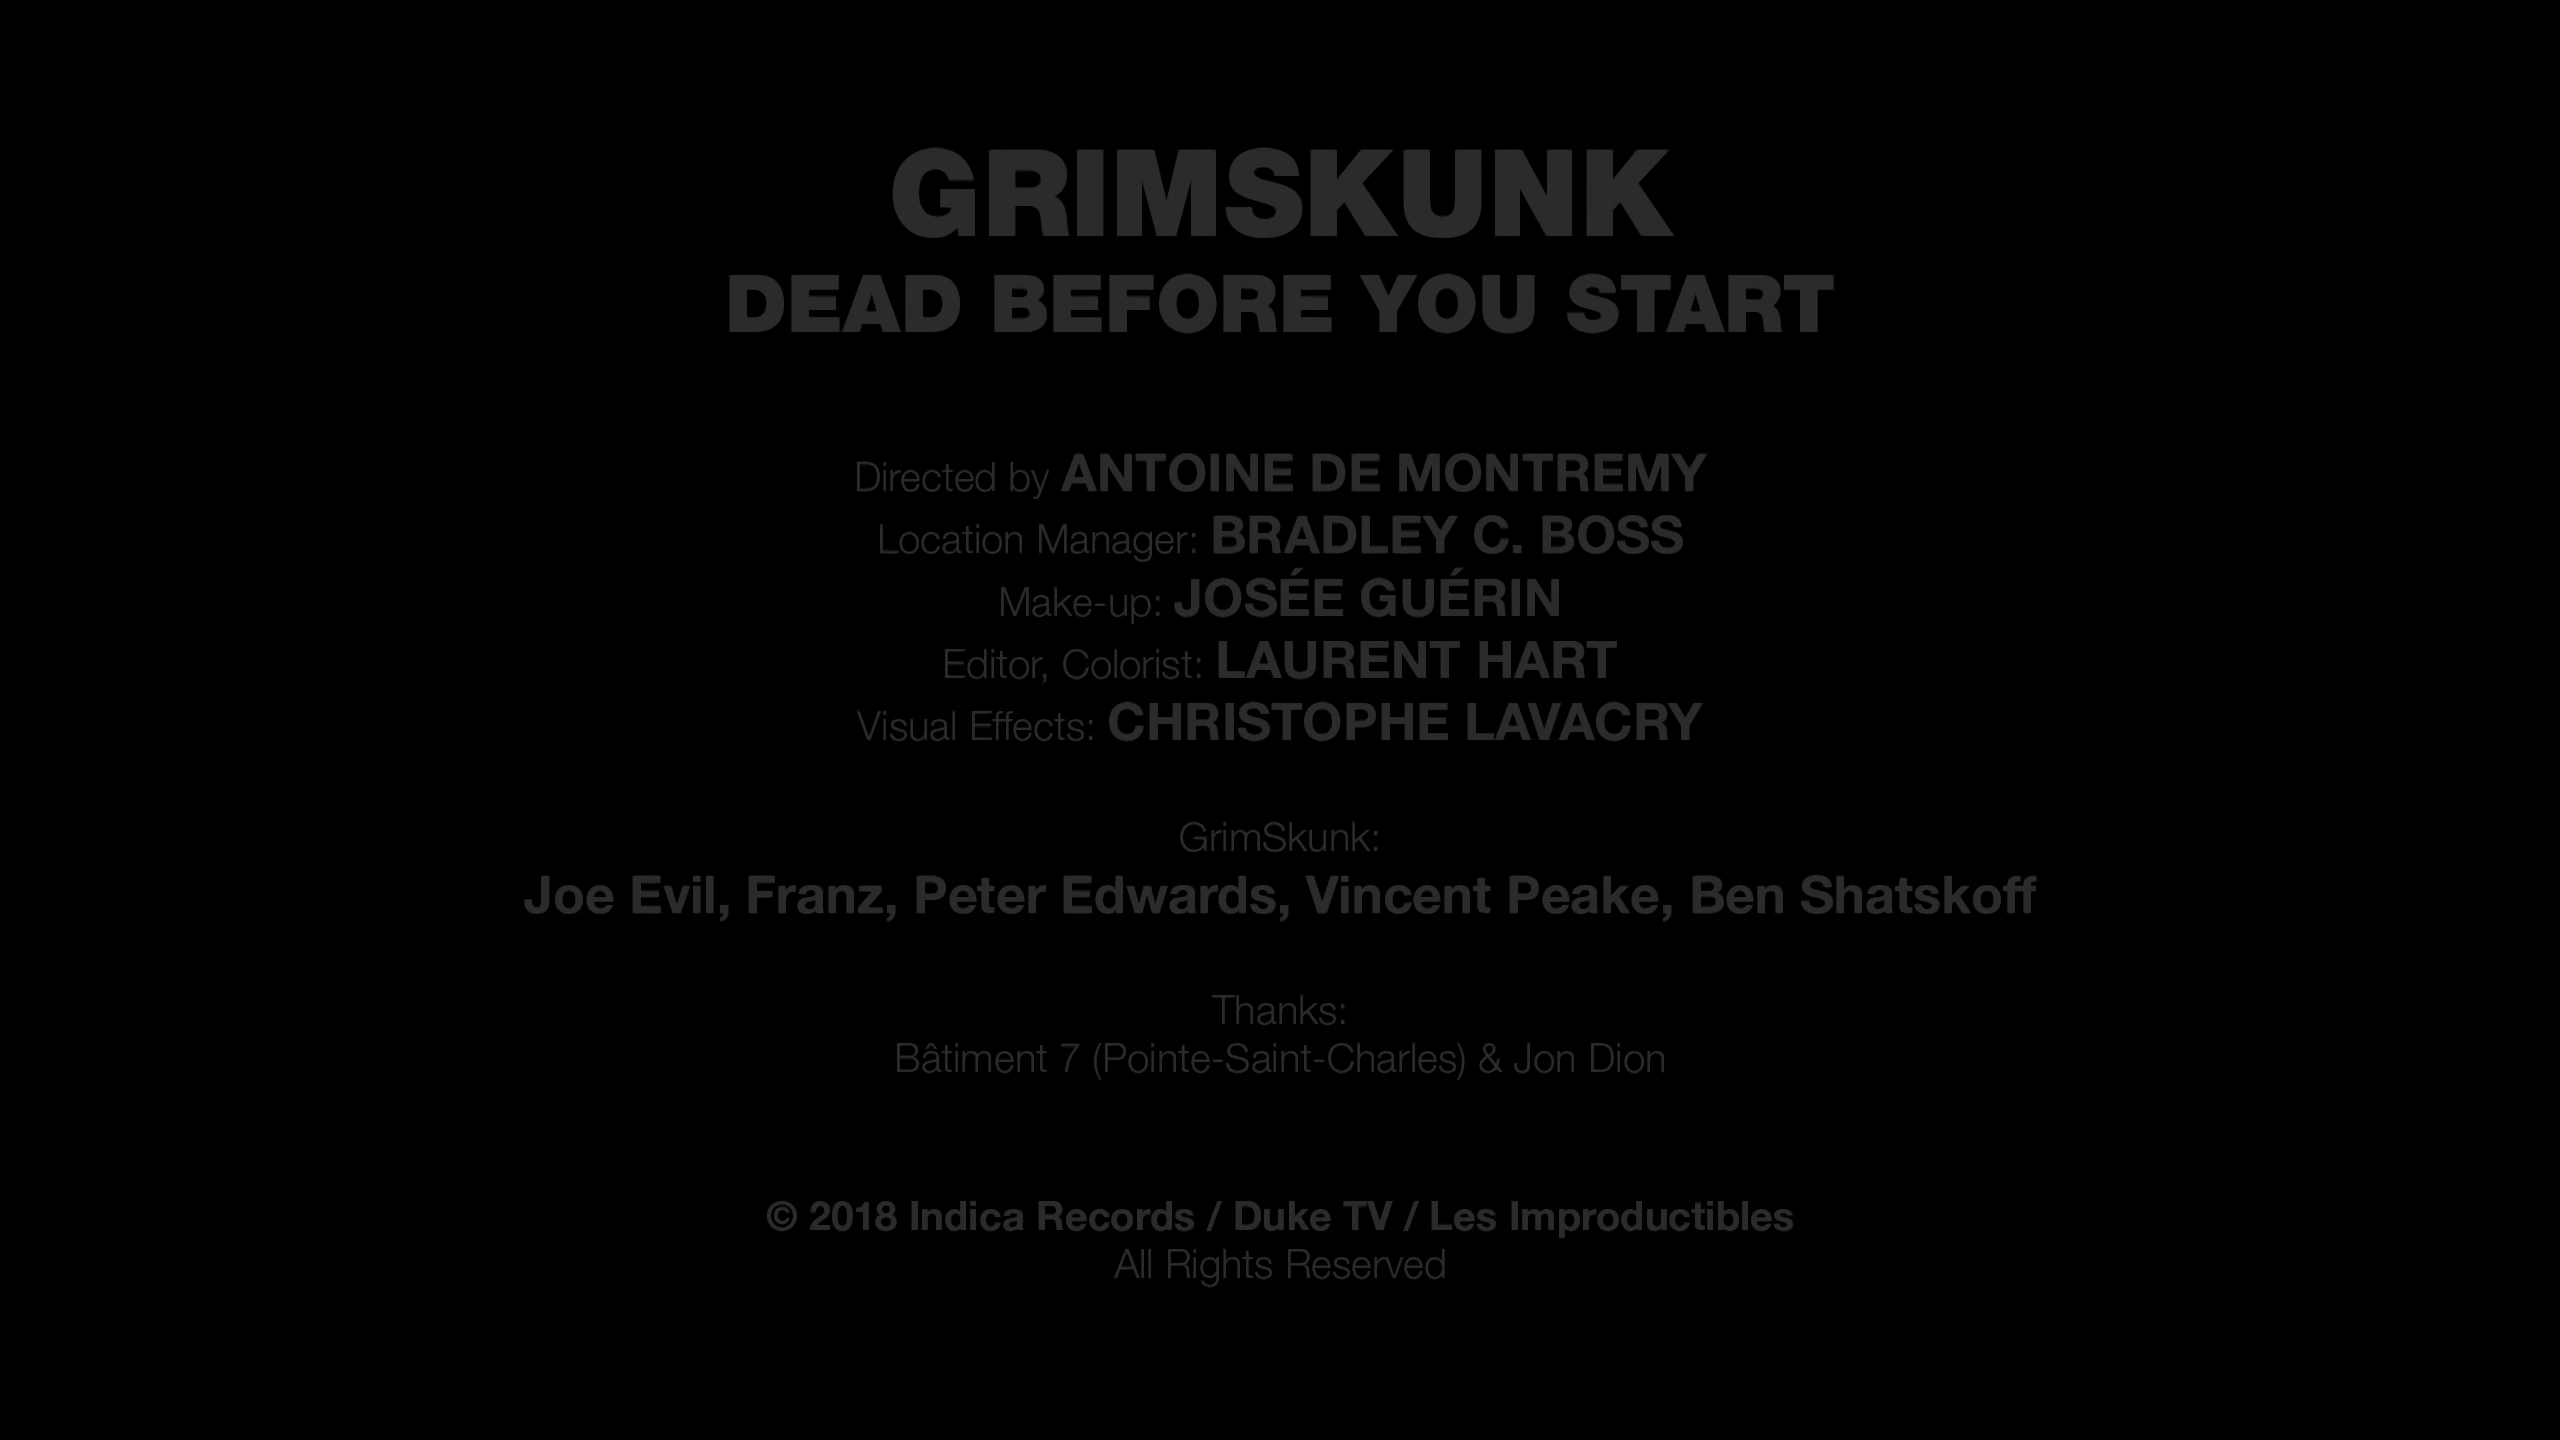 GRIMSKUNK
DEAD BEFORE YOU START
Directed by ANTOINE DE MONTREMY
Location Manager: BRADLEY C. BOSS
Make-up: JOSÉE GUÉRIN
Editor, Colorist: LAURENT HART
Visual Effects: CHRISTOPHE LAVACRY
GrimSkunk:
Joe Evil, Franz, Peter Edwards, Vincent Peake, Ben Shatskoff
Thanks:
Bâtiment 7 (Pointe-Saint-Charles) & Jon Dion
© 2018 Indica Records / Duke TV / Les Improductibles
All Rights Reserved